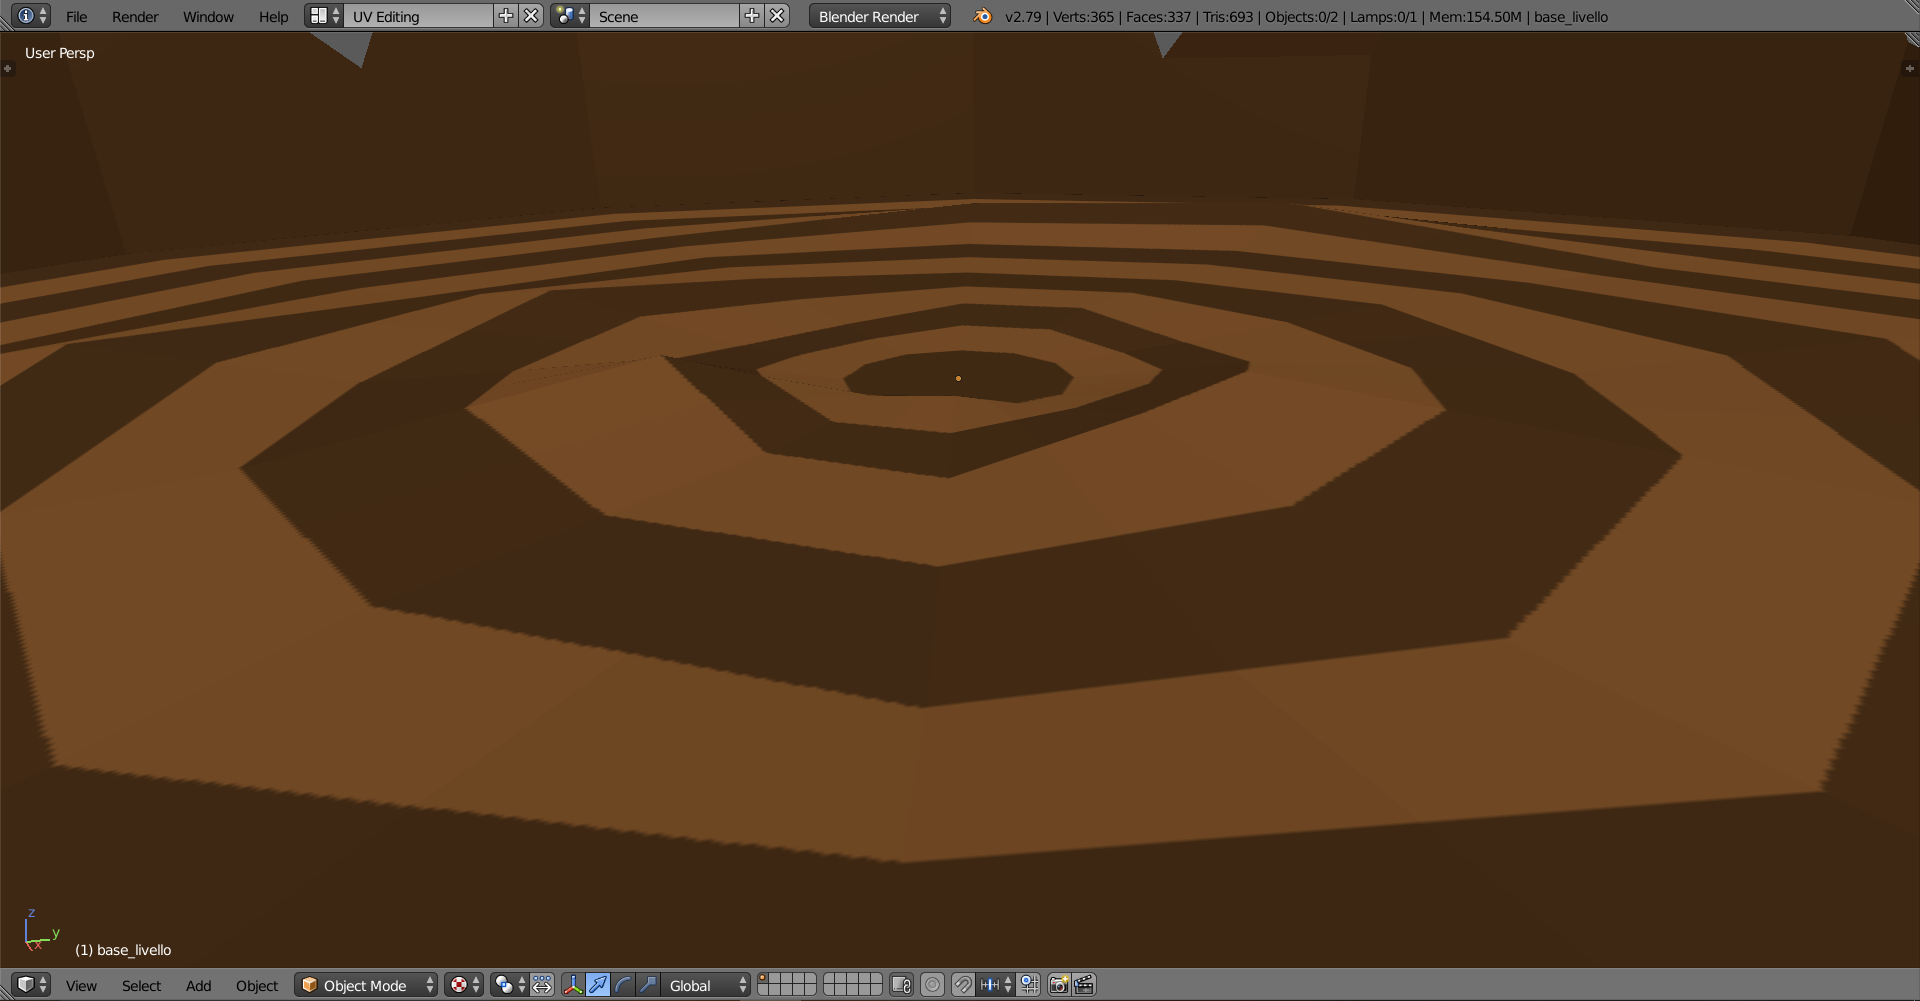 File Render Window Help UV Editing Scene Blender Render v2.79 | Verts:365 | Faces:337 | Tris:693 | Objects:0/2 | Lamps:0/1 | Mem:154.50M | base_livello
User Persp
z
y
x
(1) base_livello
View Select Add Object Object Mode Global